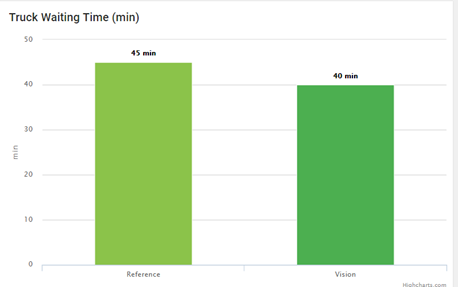 Truck Waiting Time (min)
50
45 min
40 min
40
30
min
20
10
0
Reference
Vision
Highcharts.com